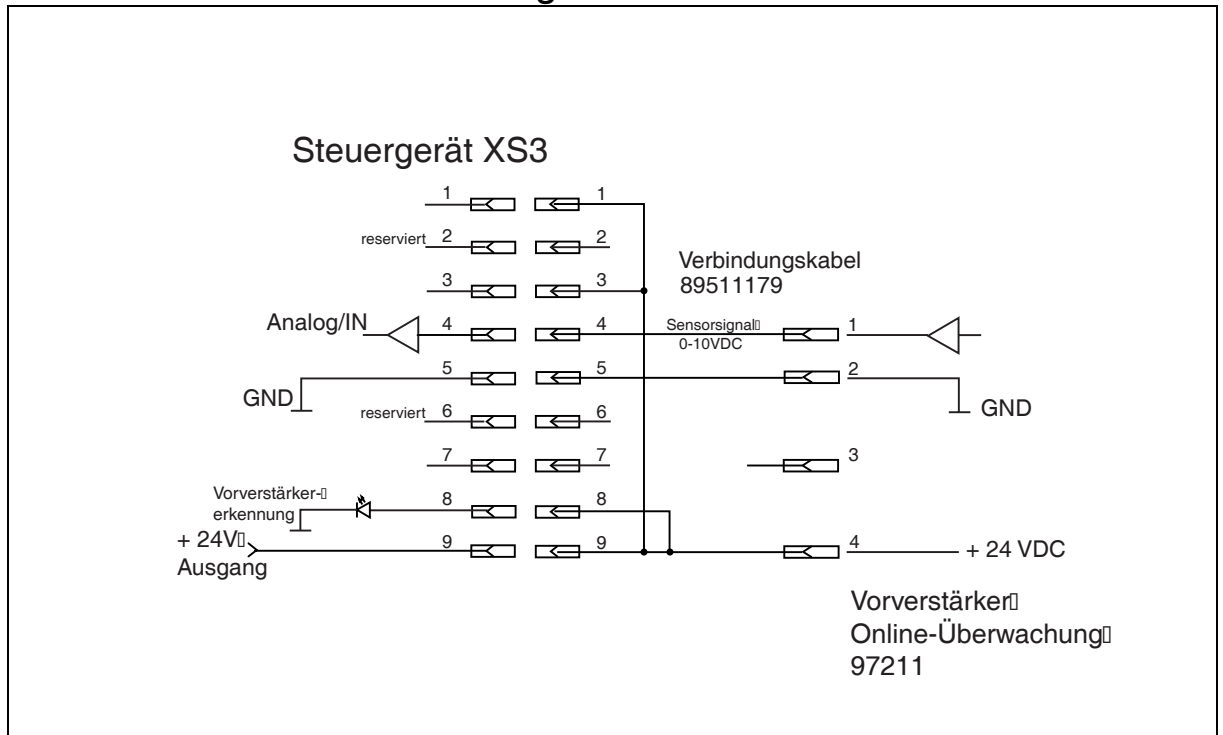 Steuergerät XS3
1 1
reserviert 2 2
3 3
Verbindungskabel
89511179
Analog/IN 4 4 Sensorsignal 1
0-10VDC
GND 5 5 2 GND
reserviert 6 6
7 7 3
Vorverstärker-
erkennung 8 8
+ 24V
Ausgang 9 9 4 + 24 VDC
Vorverstärker
Online-Überwachung
97211